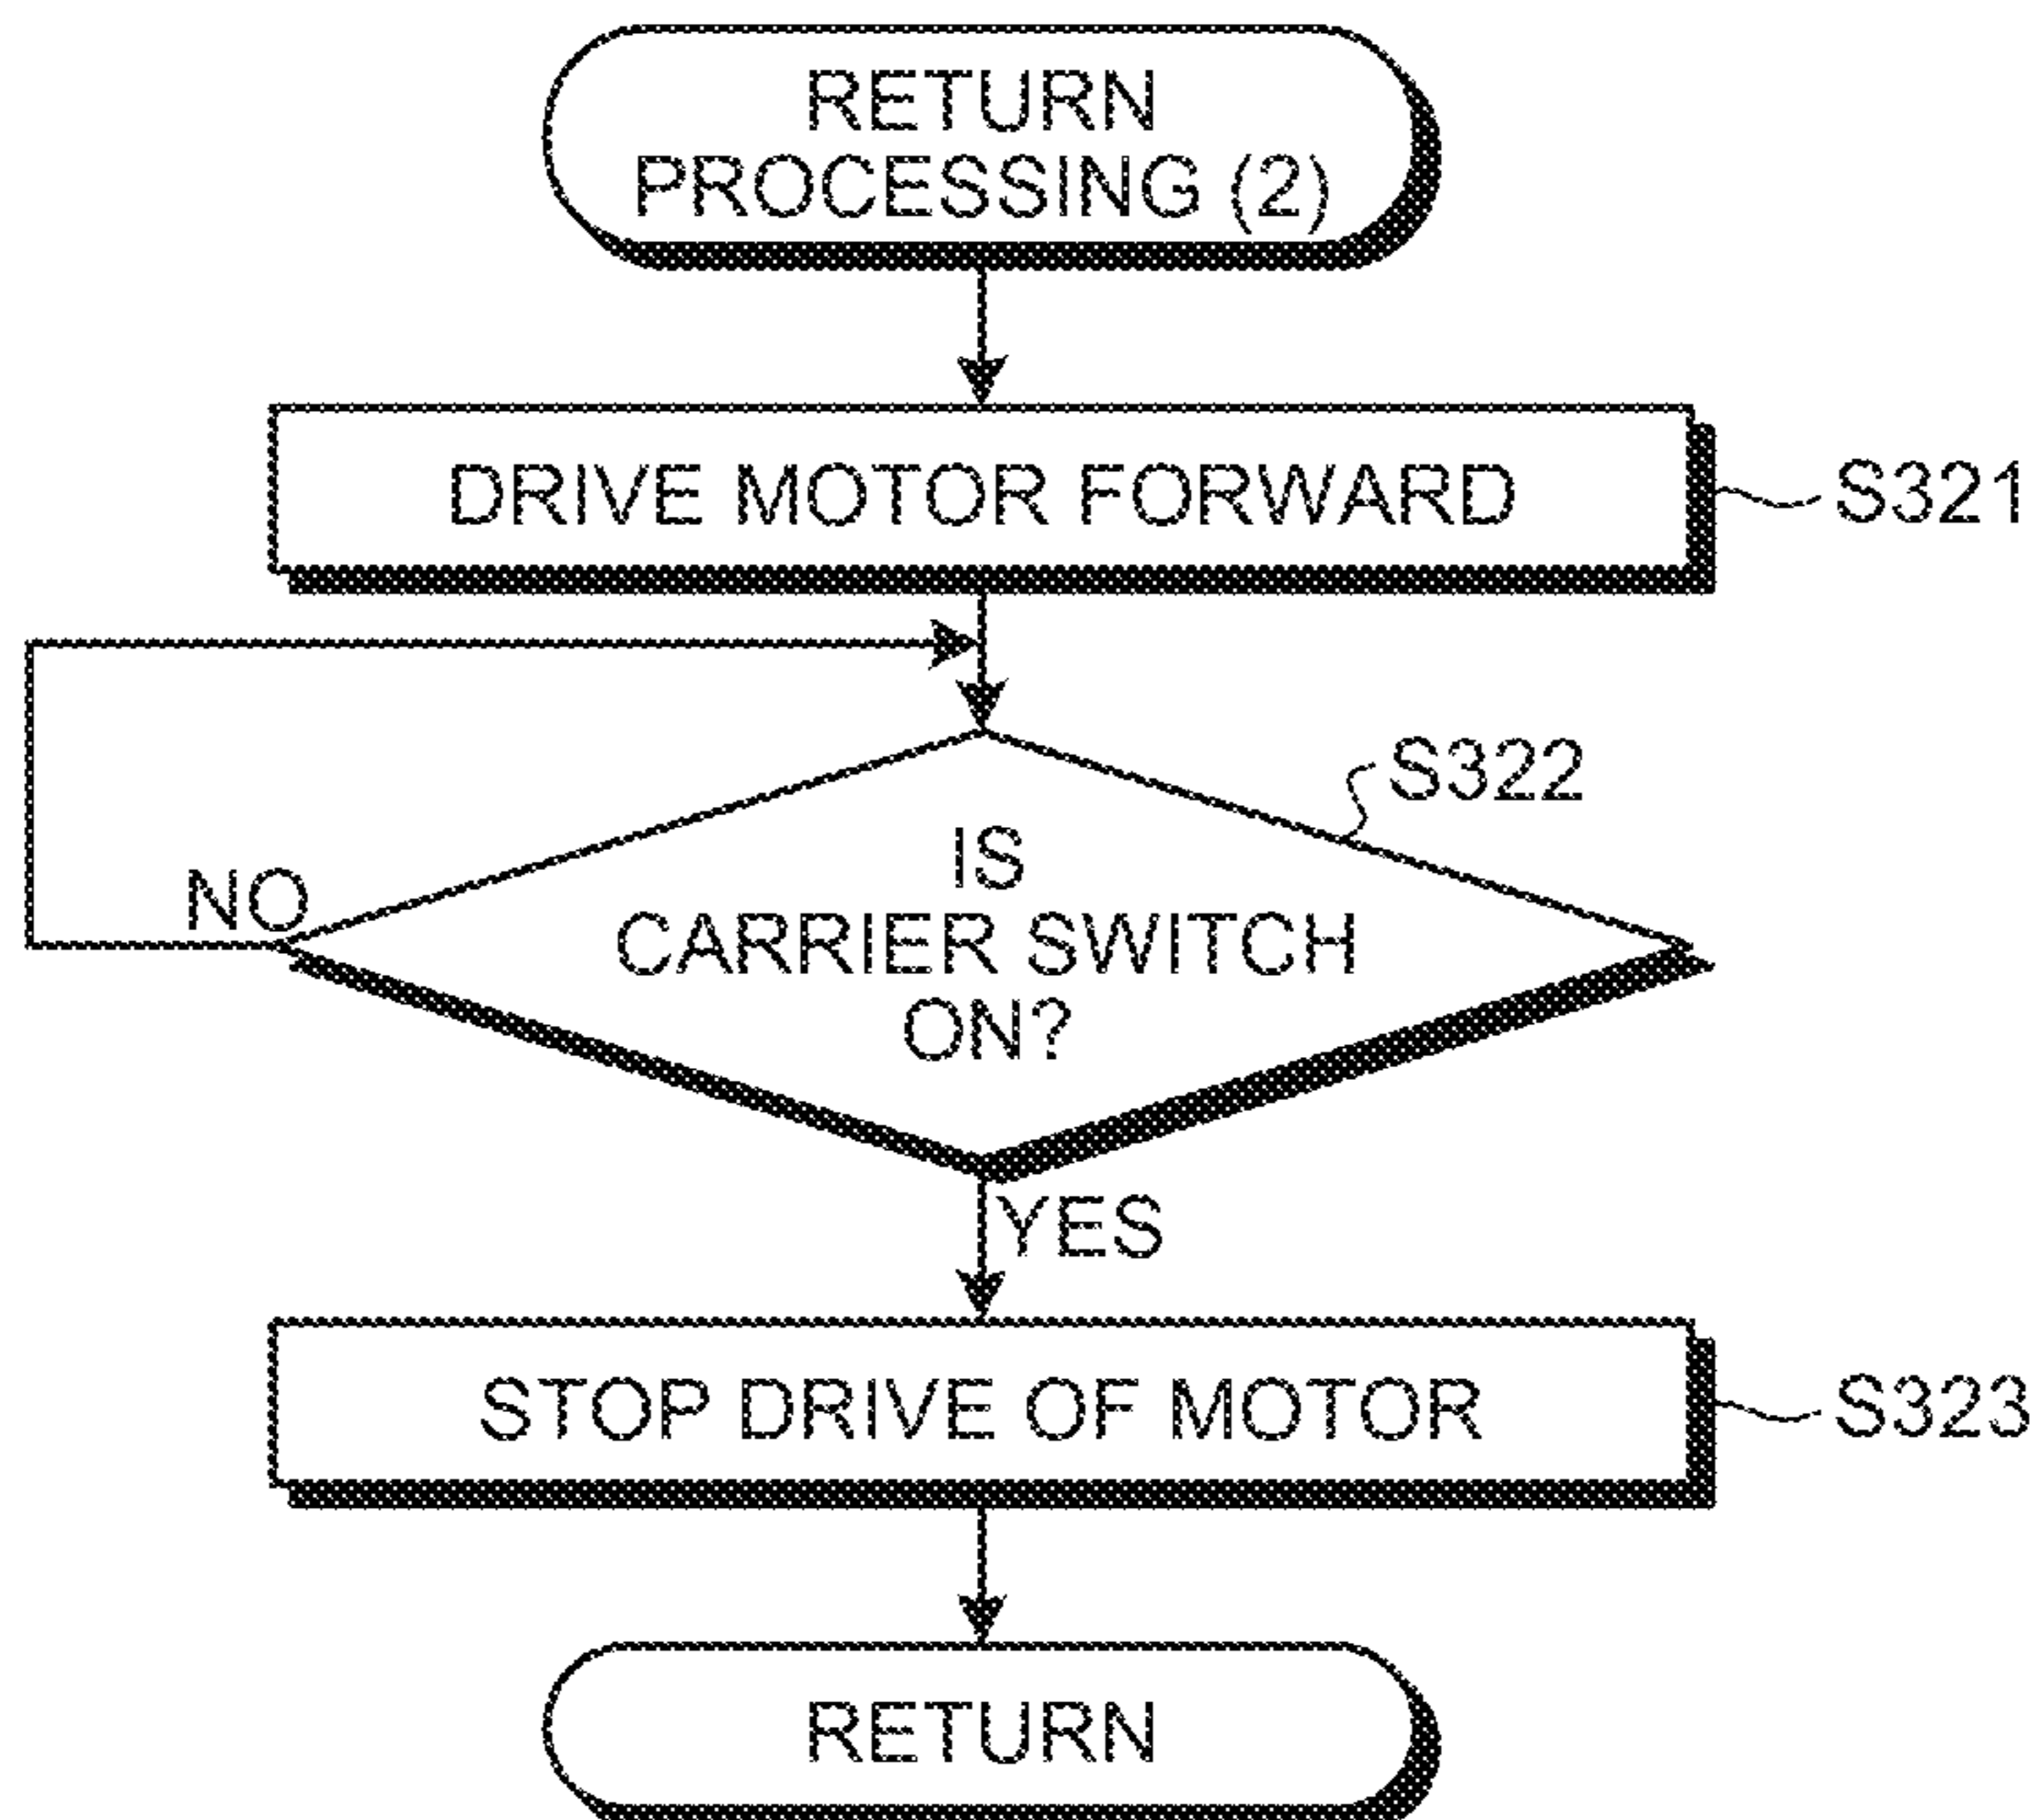 RETURN
PROCESSING (2)
DRIVE MOTOR FORWARD
S321
S322
IS
CARRIER SWITCH
ON?
NO
YES
STOP DRIVE OF MOTOR
S323
RETURN